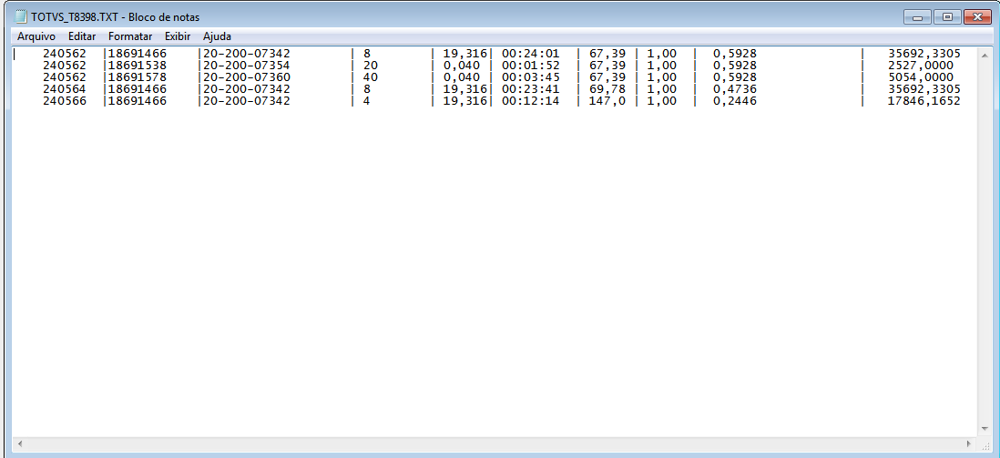 TOTVS_T8398.TXT - Bloco de notas
Arquivo Editar Formatar Exibir Ajuda
240562 |18691466 |20-200-07342 | 8 | 19,316| 00:24:01 | 67,39 | 1,00 | 0,5928 | 35692,3305
240562 |18691538 |20-200-07354 | 20 | 0,040 | 00:01:52 | 67,39 | 1,00 | 0,5928 | 2527,0000
240562 |18691578 |20-200-07360 | 40 | 0,040 | 00:03:45 | 67,39 | 1,00 | 0,5928 | 5054,0000
240564 |18691466 |20-200-07342 | 8 | 19,316| 00:23:41 | 69,78 | 1,00 | 0,4736 | 35692,3305
240566 |18691466 |20-200-07342 | 4 | 19,316| 00:12:14 | 147,0 | 1,00 | 0,2446 | 17846,1652